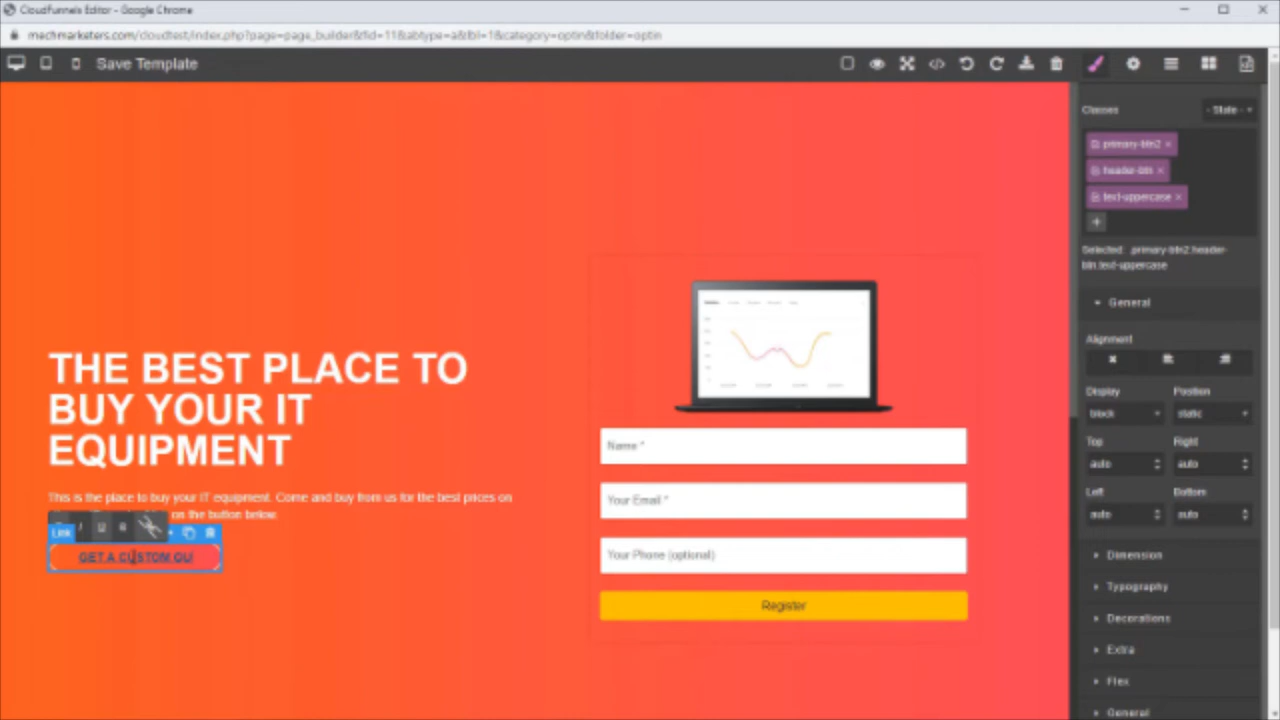 CloudFunnels Editor - Google Chrome
mechmarketers.com/cloudtest/index.php?page=page_builder&fid=11&abtype=a&lbl=1&category=optin&folder=optin
Save Template
Classes
- State -
primary-btn2
header-btn
text-uppercase
Selected .primary-btn2.header-
btn.text-uppercase
General
Alignment
Display
Position
block
static
Top
Right
auto
auto
Left
Bottom
auto
auto
Dimension
Typography
Decorations
Extra
Flex
General
THE BEST PLACE TO
BUY YOUR IT
EQUIPMENT
This is the place to buy your IT equipment. Come and buy from us for the best prices on
on the button below.
Link
GET A CUSTOM QU
Name *
Your Email *
Your Phone (optional)
Register